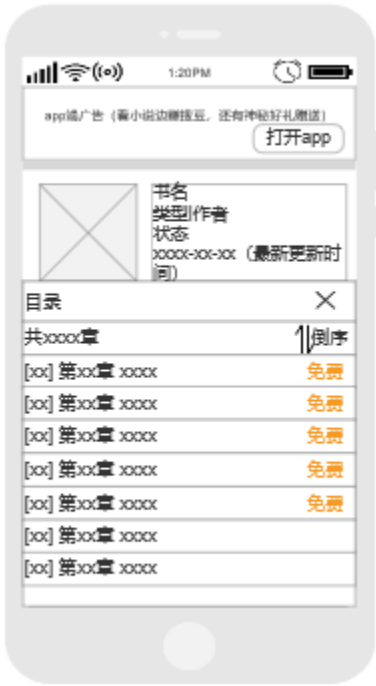 1:20PM
app端广告（看小说边赚拽豆，还有神秘好礼赠送）
打开app
书名
类型|作者
状态
xxxx-xx-xx（最新更新时
间）
目录
共xxxx章 倒序
[xx] 第xx章 xxxx 免费
[xx] 第xx章 xxxx 免费
[xx] 第xx章 xxxx 免费
[xx] 第xx章 xxxx 免费
[xx] 第xx章 xxxx 免费
[xx] 第xx章 xxxx
[xx] 第xx章 xxxx